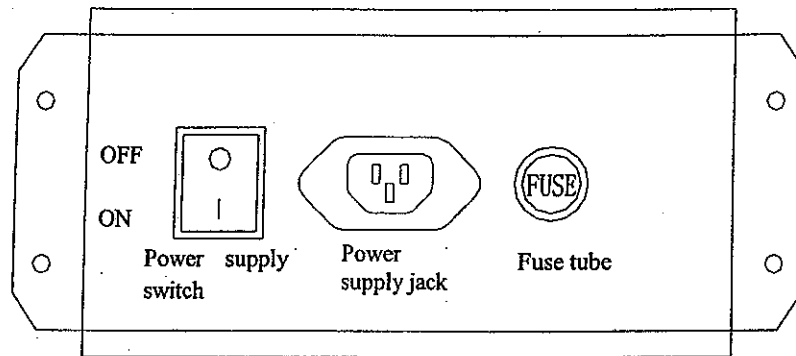 OFF
ON
FUSE
Power supply
switch
Power
supply jack
Fuse tube